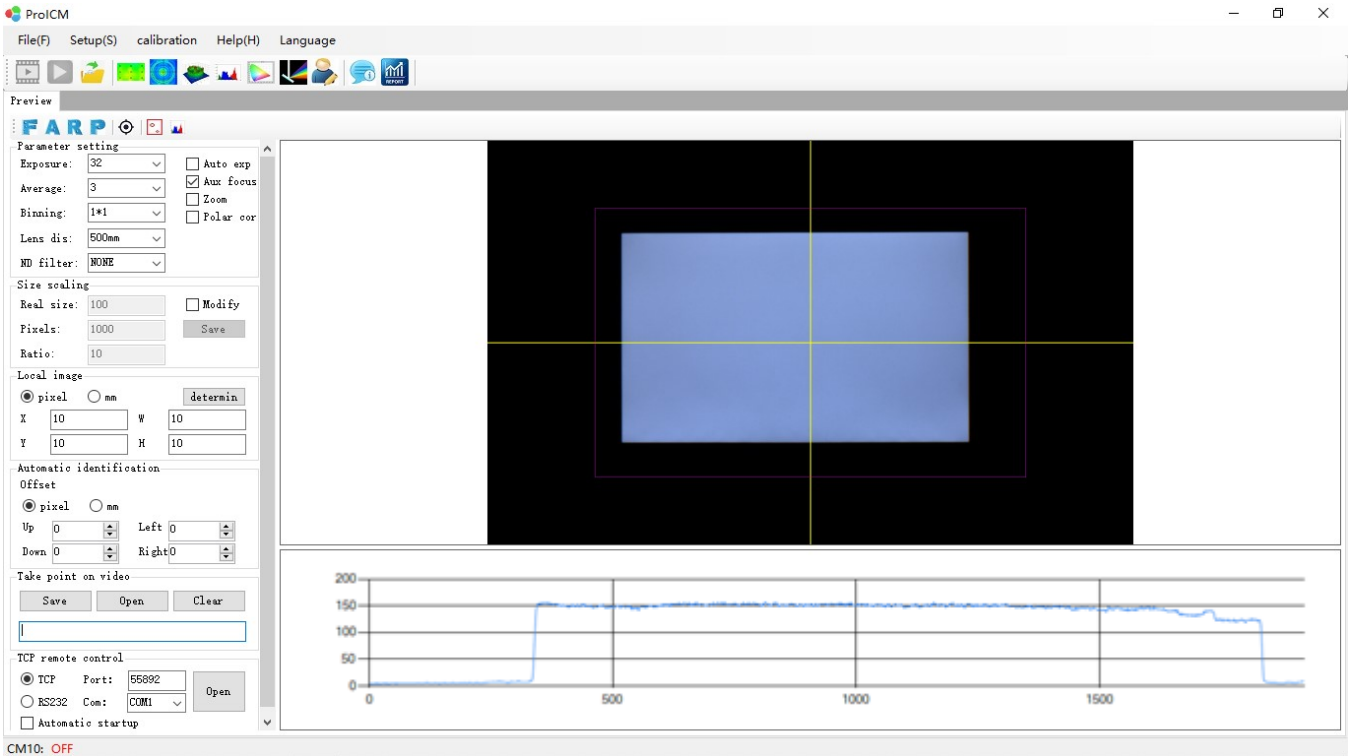 ProICM
File(F) Setup(S) calibration Help(H) Language
REPORT
Preview
F A R P
Parameter setting
Exposure: 32 Auto exp
Average: 3 Aux focus
Zoom
Binning: 1*1 Polar cor
Lens dis: 500mm
ND filter: NONE
Size scaling
Real size: 100 Modify
Pixels: 1000 Save
Ratio: 10
Local image
pixel mm determin
X 10 W 10
Y 10 H 10
Automatic identification
Offset
pixel mm
Up 0 Left 0
Down 0 Right 0
Take point on video
Save Open Clear
TCP remote control
TCP Port: 55892
Open
RS232 Com: COM1
Automatic startup
200
150
100
50
0
0 500 1000 1500
CM10: OFF